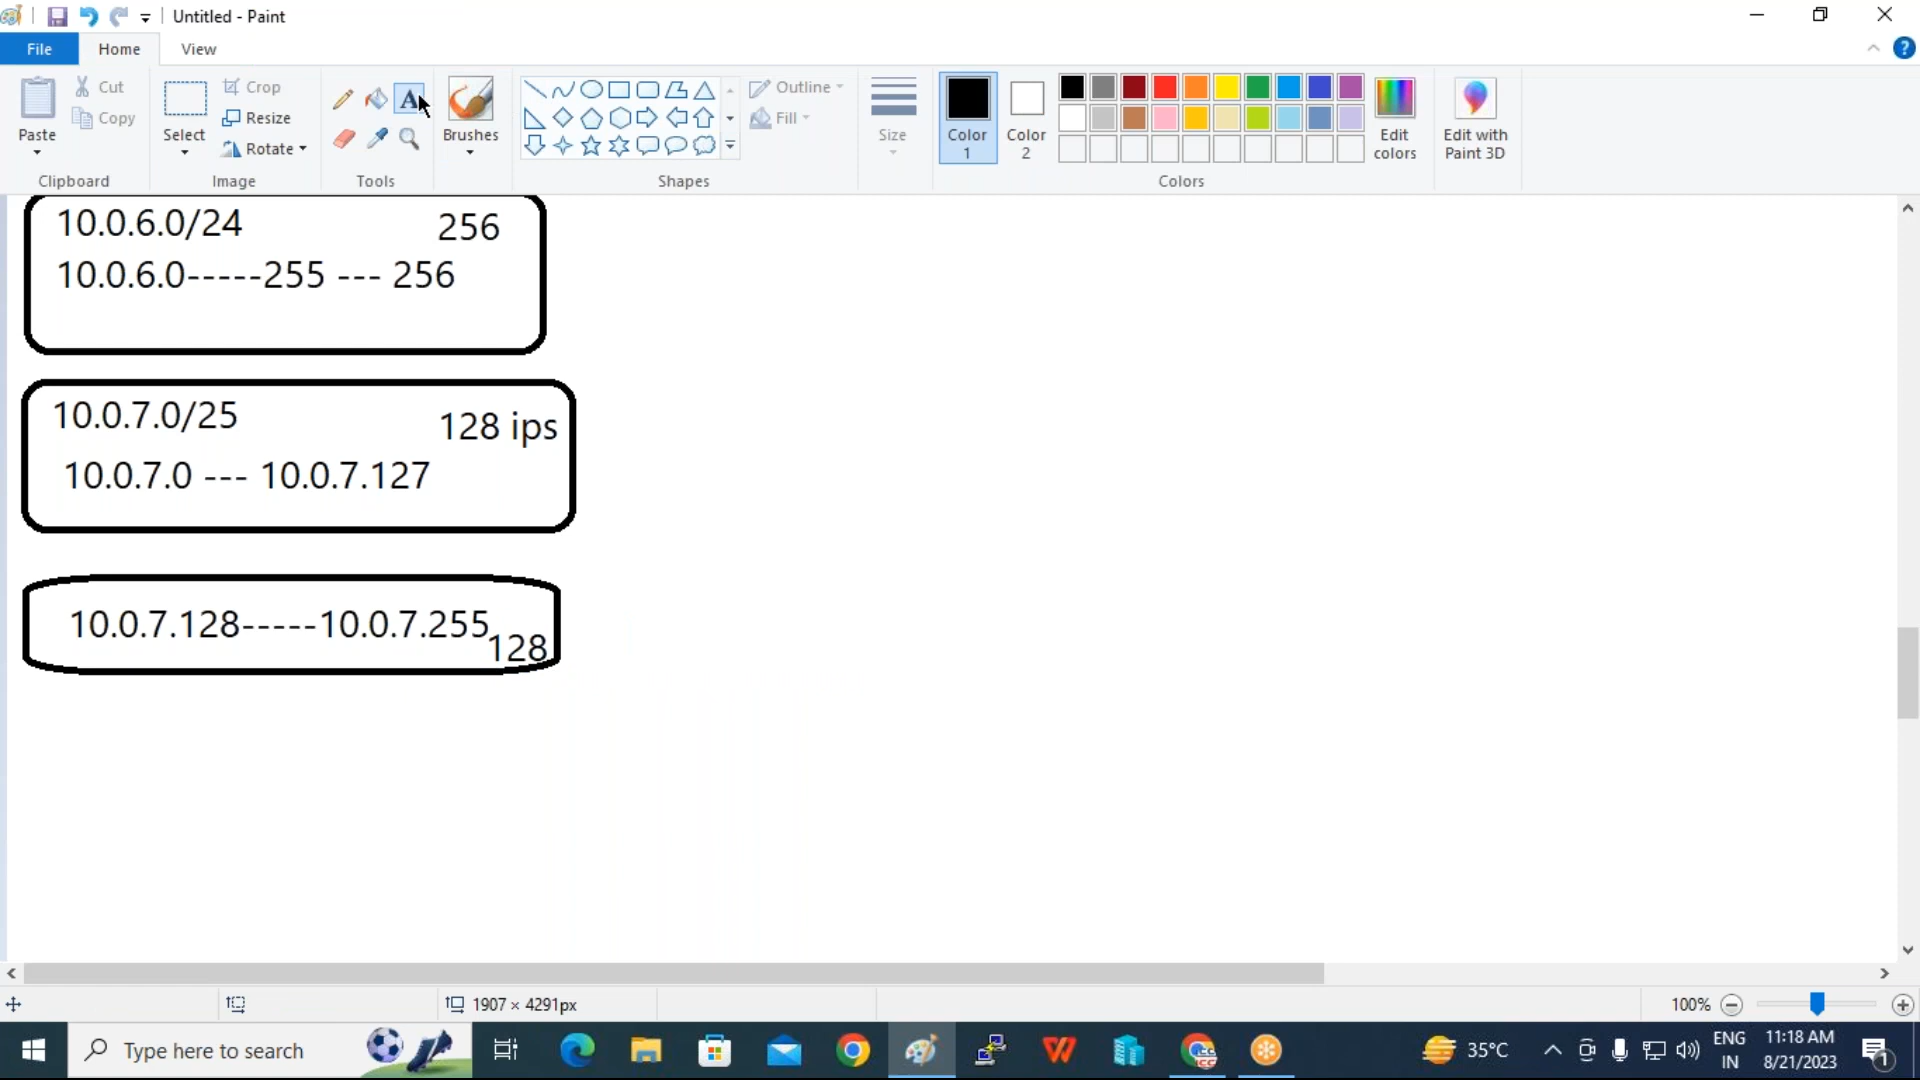 Untitled - Paint
File
Home
View
Paste
Cut
Copy
Clipboard
Select
Crop
Resize
Rotate
Image
A
Tools
Brushes
Shapes
Outline
Fill
Size
Color
1
Color
2
Edit
colors
Colors
Edit with
Paint 3D
10.0.6.0/24
256
10.0.6.0-----255 --- 256
10.0.7.0/25
128 ips
10.0.7.0 --- 10.0.7.127
10.0.7.128-----10.0.7.255
128
1907 × 4291px
100%
Type here to search
35°C
ENG
IN
11:18 AM
8/21/2023
1